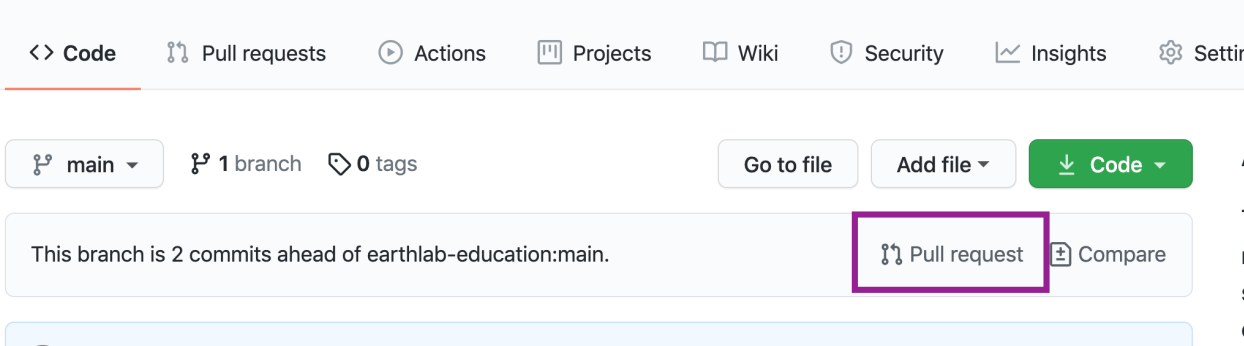 Code Pull requests Actions Projects Wiki Security Insights
main 1 branch 0 tags Go to file Add file Code
This branch is 2 commits ahead of earthlab-education:main. Pull request Compare